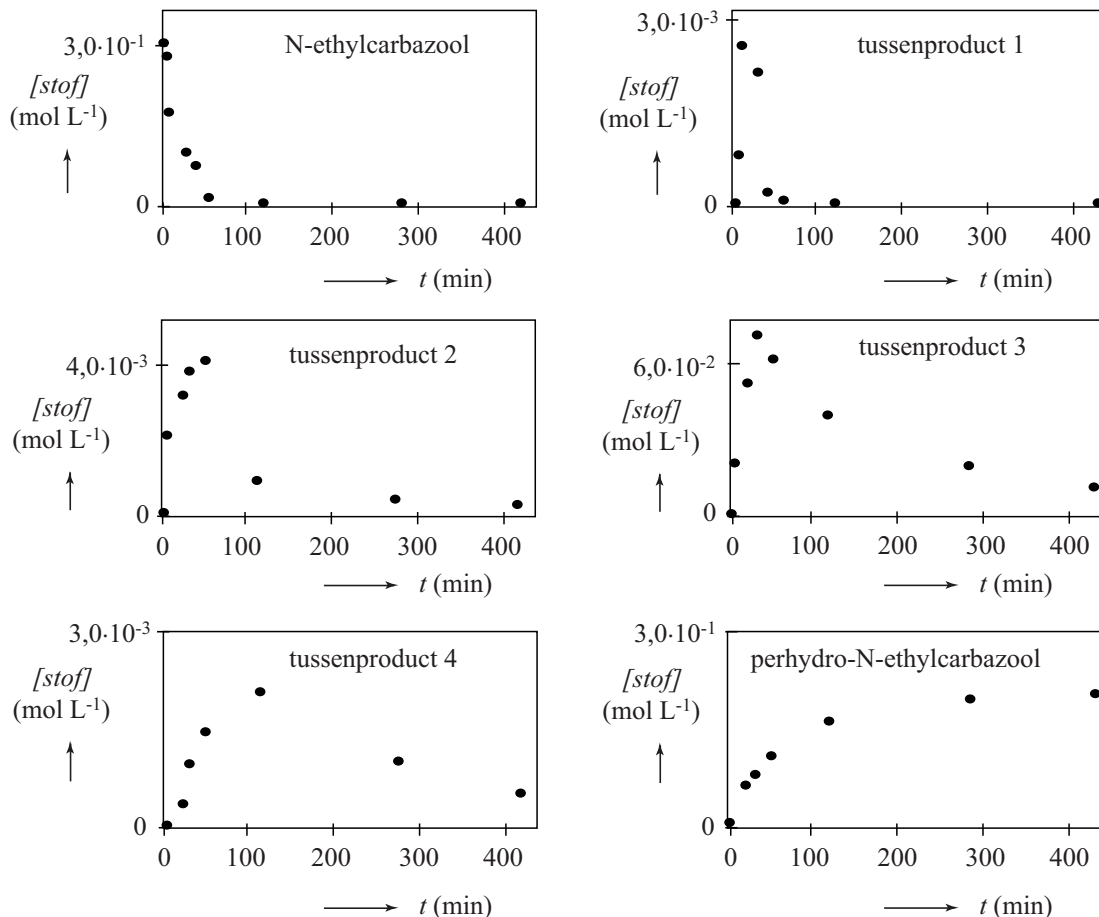 N-ethylcarbazool
3,0·10⁻¹
[stof]
(mol L⁻¹)
0
0 100 200 300 400
t (min)
tussenproduct 1
3,0·10⁻³
[stof]
(mol L⁻¹)
0
0 100 200 300 400
t (min)
tussenproduct 2
4,0·10⁻³
[stof]
(mol L⁻¹)
0
0 100 200 300 400
t (min)
tussenproduct 3
6,0·10⁻²
[stof]
(mol L⁻¹)
0
0 100 200 300 400
t (min)
3,0·10⁻³
tussenproduct 4
[stof]
(mol L⁻¹)
0
0 100 200 300 400
t (min)
3,0·10⁻¹
perhydro-N-ethylcarbazool
[stof]
(mol L⁻¹)
0
0 100 200 300 400
t (min)